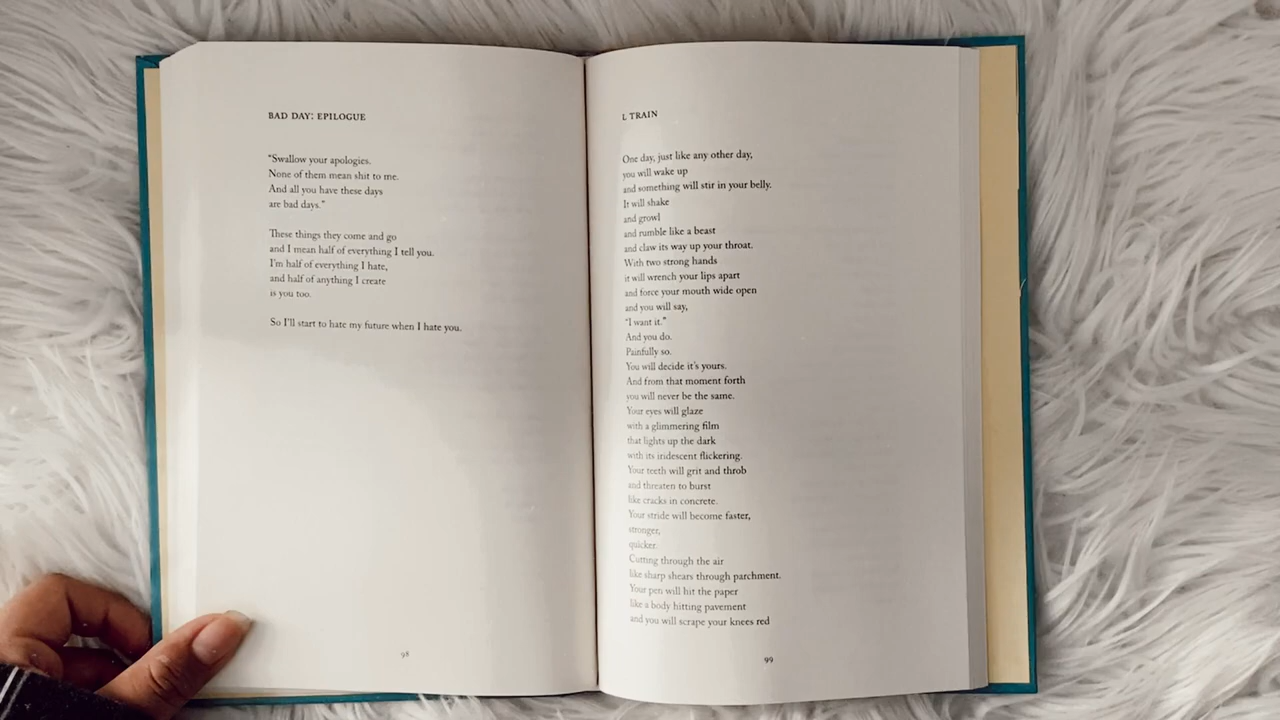 BAD DAY: EPILOGUE
“Swallow your apologies.
None of them mean shit to me.
And all you have these days
are bad days.”
These things they come and go
and I mean half of everything I tell you.
I’m half of everything I hate,
and half of anything I create
is you too.
So I’ll start to hate my future when I hate you.
98
L TRAIN
One day, just like any other day,
you will wake up
and something will stir in your belly.
It will shake
and growl
and rumble like a beast
and claw its way up your throat.
With two strong hands
it will wrench your lips apart
and force your mouth wide open
and you will say,
“I want it.”
And you do.
Painfully so.
You will decide it’s yours.
And from that moment forth
you will never be the same.
Your eyes will glaze
with a glimmering film
that lights up the dark
with its iridescent flickering.
Your teeth will grit and throb
and threaten to burst
like cracks in concrete.
Your stride will become faster,
stronger,
quicker.
Cutting through the air
like sharp shears through parchment.
Your pen will hit the paper
like a body hitting pavement
and you will scrape your knees red
99